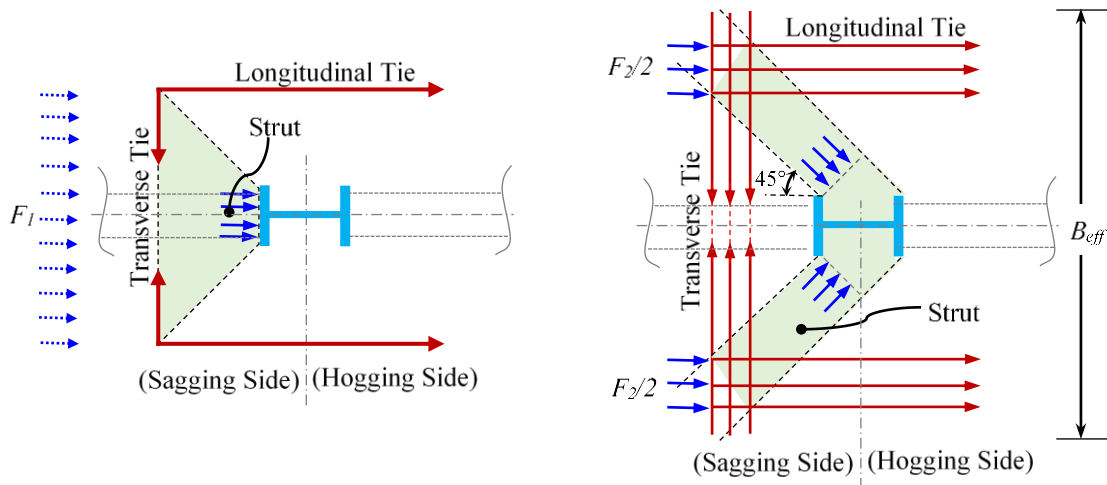 Longitudinal Tie
Strut
Transverse Tie
F1
(Sagging Side)
(Hogging Side)
Longitudinal Tie
F2/2
45°
Transverse Tie
Beff
Strut
F2/2
(Sagging Side)
(Hogging Side)